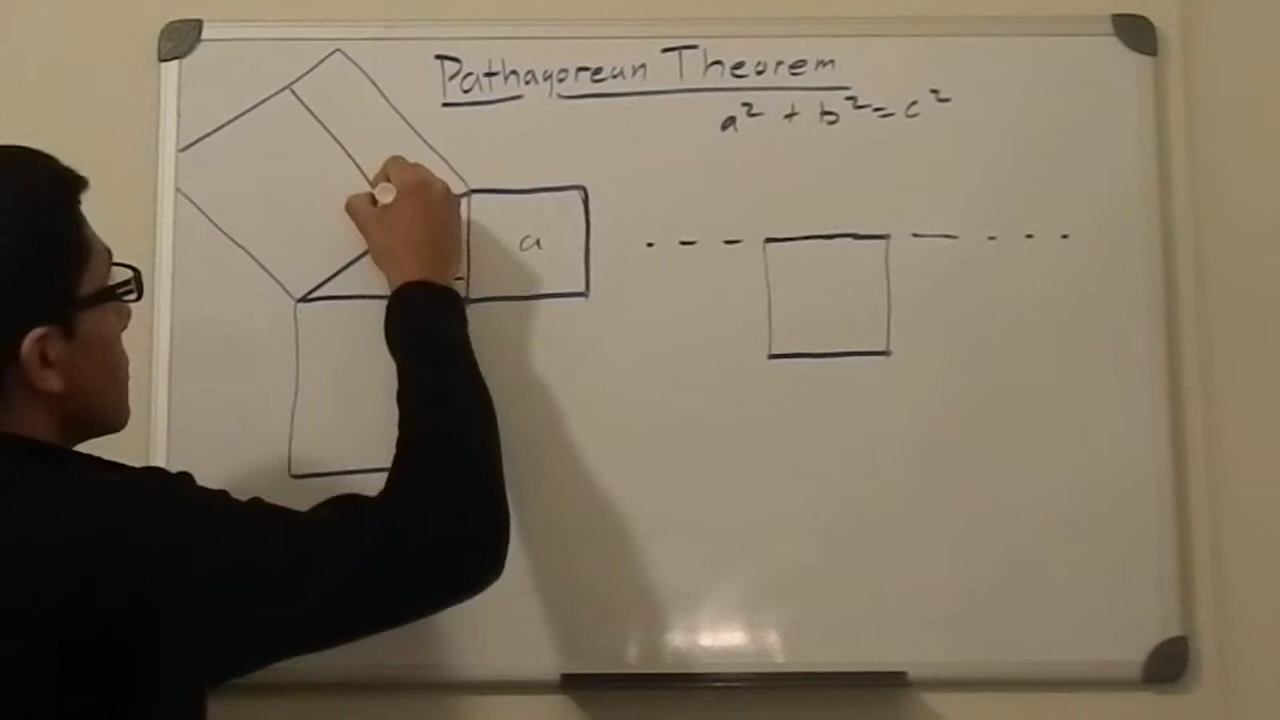 Pathagorean Theorem
a² + b² = c²
a